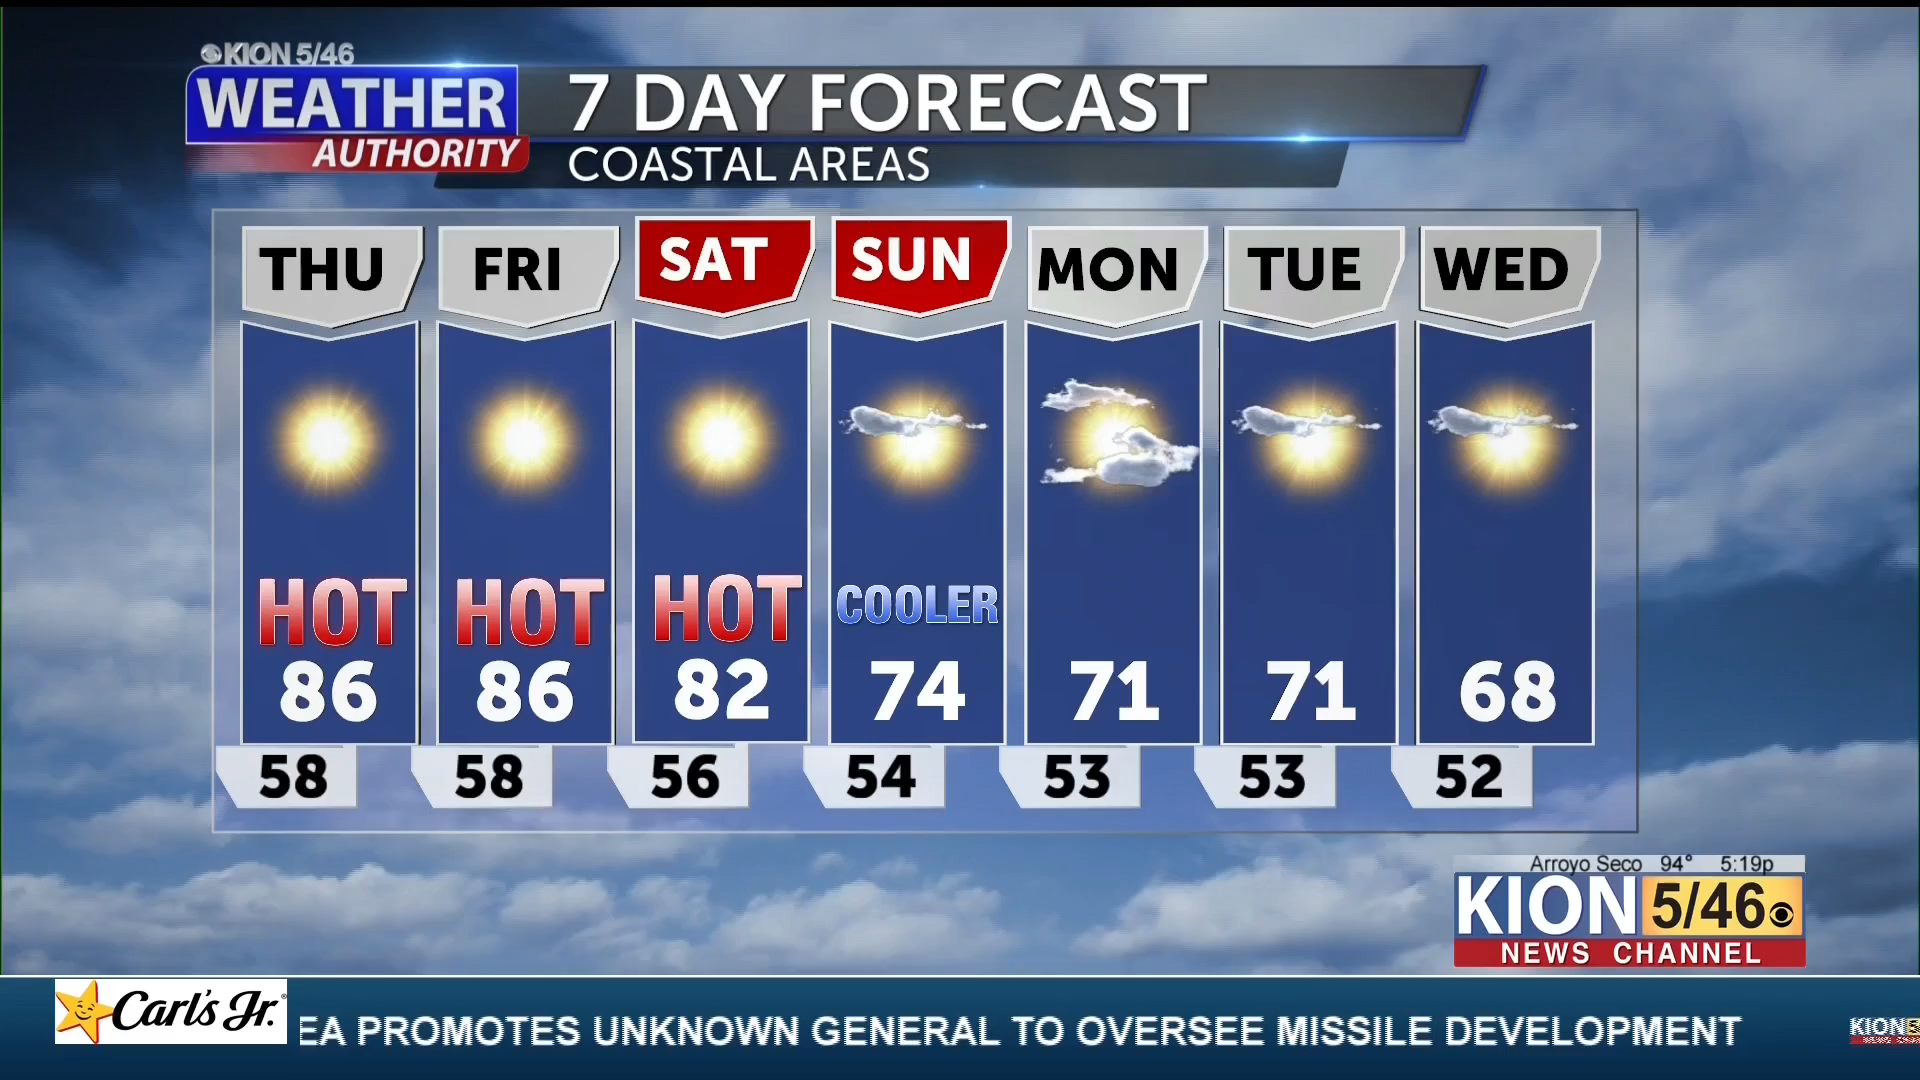 KION 5/46
WEATHER
AUTHORITY
7 DAY FORECAST
COASTAL AREAS
THU FRI SAT SUN MON TUE WED
HOT HOT HOT COOLER
86 86 82 74 71 71 68
58 58 56 54 53 53 52
Arroyo Seco 94° 5:19p
KION 5/46
NEWS CHANNEL
Carl's Jr.®
EA PROMOTES UNKNOWN GENERAL TO OVERSEE MISSILE DEVELOPMENT
KION